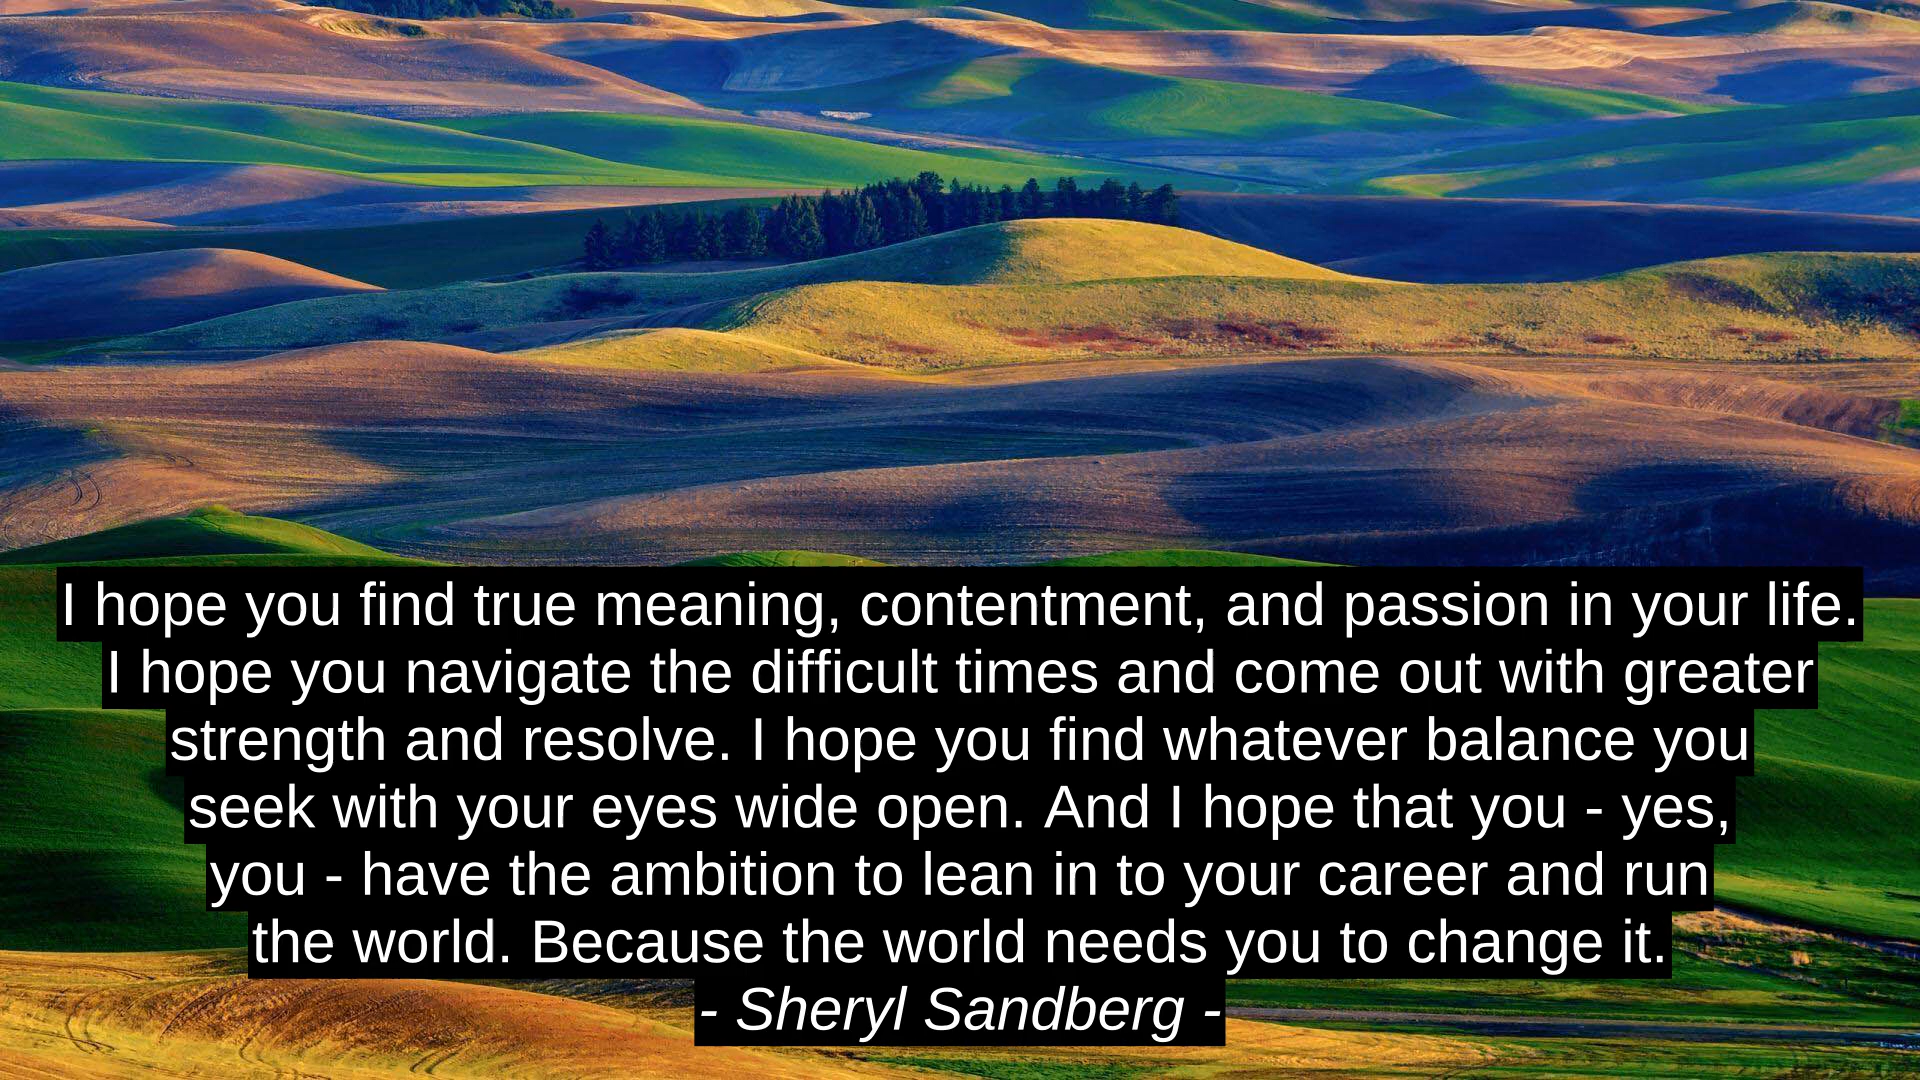 I hope you find true meaning, contentment, and passion in your life.
I hope you navigate the difficult times and come out with greater
strength and resolve. I hope you find whatever balance you
seek with your eyes wide open. And I hope that you - yes,
you - have the ambition to lean in to your career and run
the world. Because the world needs you to change it.
- Sheryl Sandberg -